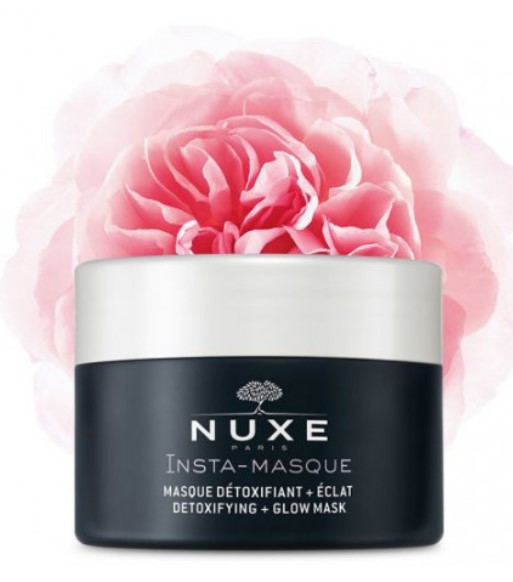 NUXE
PARIS
INSTA-MASQUE
MASQUE DÉTOXIFIANT + ÉCLAT
DETOXIFYING + GLOW MASK